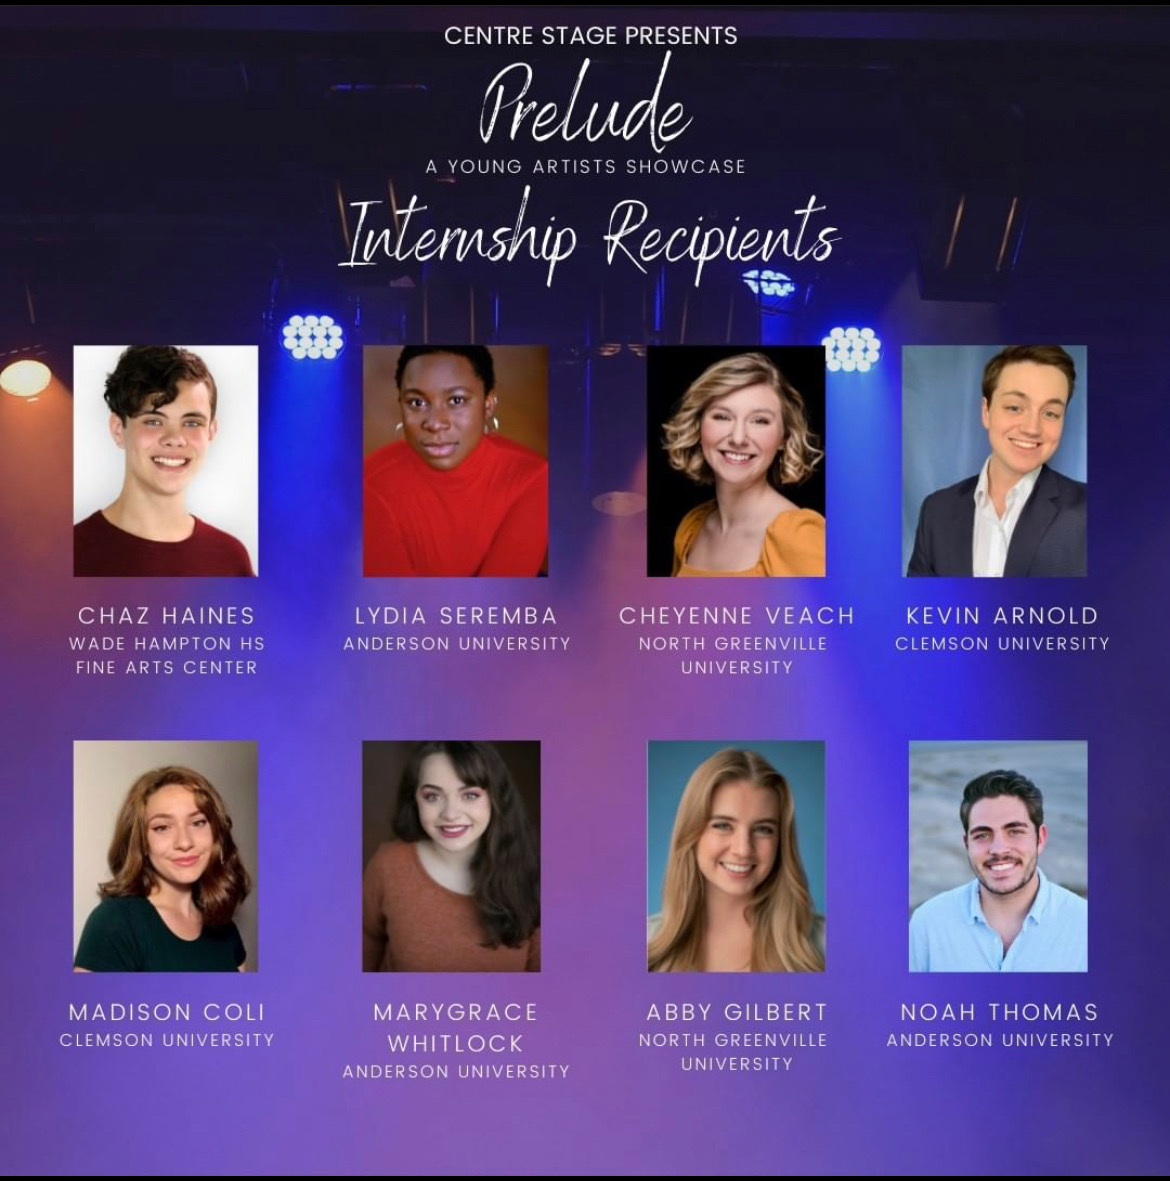 CENTRE STAGE PRESENTS
Prelude
A YOUNG ARTISTS SHOWCASE
Internship Recipients
CHAZ HAINES
WADE HAMPTON HS
FINE ARTS CENTER
LYDIA SEREMBA
ANDERSON UNIVERSITY
CHEYENNE VEACH
NORTH GREENVILLE
UNIVERSITY
KEVIN ARNOLD
CLEMSON UNIVERSITY
MADISON COLI
CLEMSON UNIVERSITY
MARYGRACE
WHITLOCK
ANDERSON UNIVERSITY
ABBY GILBERT
NORTH GREENVILLE
UNIVERSITY
NOAH THOMAS
ANDERSON UNIVERSITY